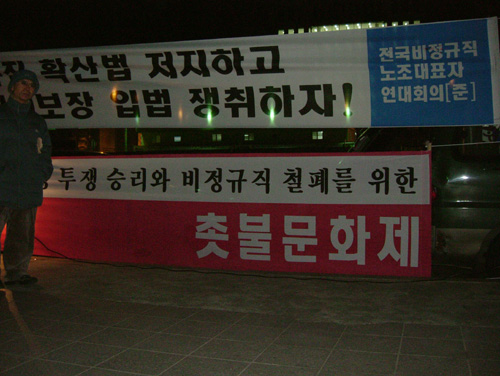 확산법 저지하고
보장 입법 쟁취하자!
전국비정규직
노조대표자
연대회의[준]
투쟁 승리와 비정규직 철폐를 위한
촛불문화제